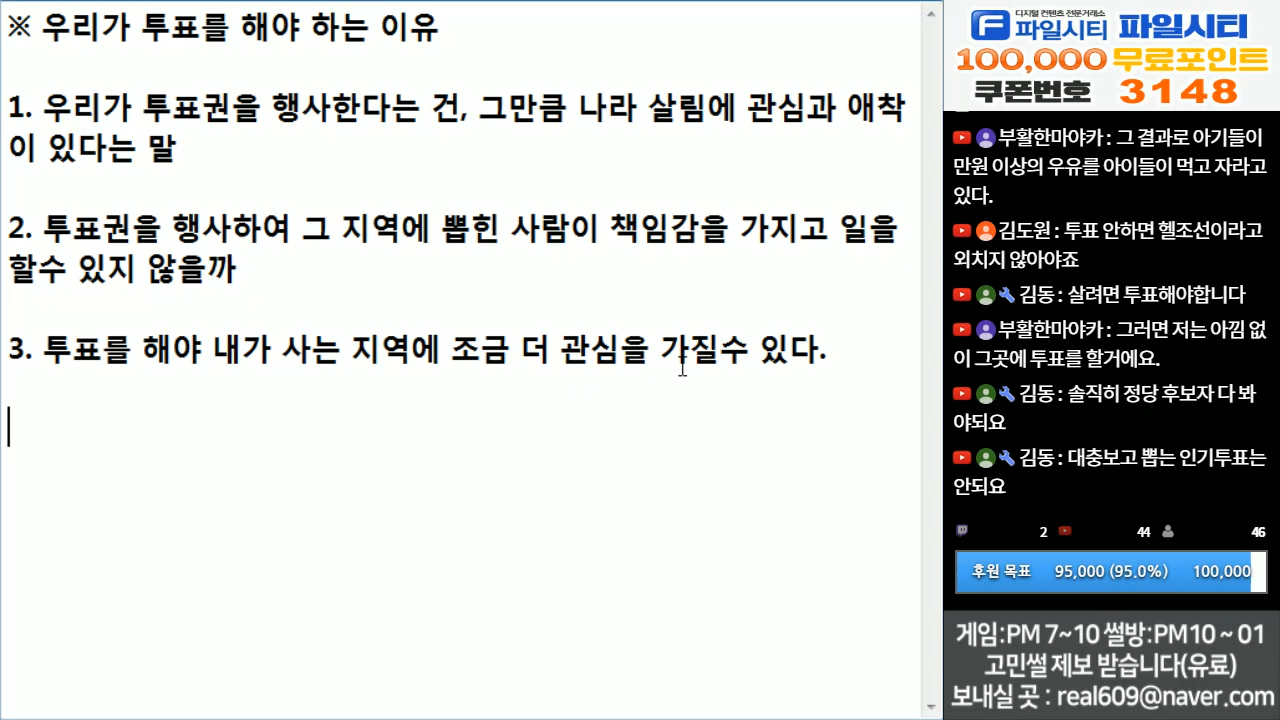 ※ 우리가 투표를 해야 하는 이유
1. 우리가 투표권을 행사한다는 건, 그만큼 나라 살림에 관심과 애착
이 있다는 말
2. 투표권을 행사하여 그 지역에 뽑힌 사람이 책임감을 가지고 일을
할수 있지 않을까
3. 투표를 해야 내가 사는 지역에 조금 더 관심을 가질수 있다.
디지털 컨텐츠 전문거래소
파일시티 파일시티
100,000 무료포인트
쿠폰번호 3148
부활한마야카 : 그 결과로 아기들이
만원 이상의 우유를 아이들이 먹고 자라고
있다.
김도원 : 투표 안하면 헬조선이라고
외치지 않아야죠
김동 : 살려면 투표해야합니다
부활한마야카 : 그러면 저는 아낌 없
이 그곳에 투표를 할거에요.
김동 : 솔직히 정당 후보자 다 봐
야되요
김동 : 대충보고 뽑는 인기투표는
안되요
2 44 46
후원 목표 95,000 (95.0%) 100,000
게임:PM 7~10 썰방:PM10 ~ 01
고민썰 제보 받습니다(유료)
보내실 곳 : real609@naver.com